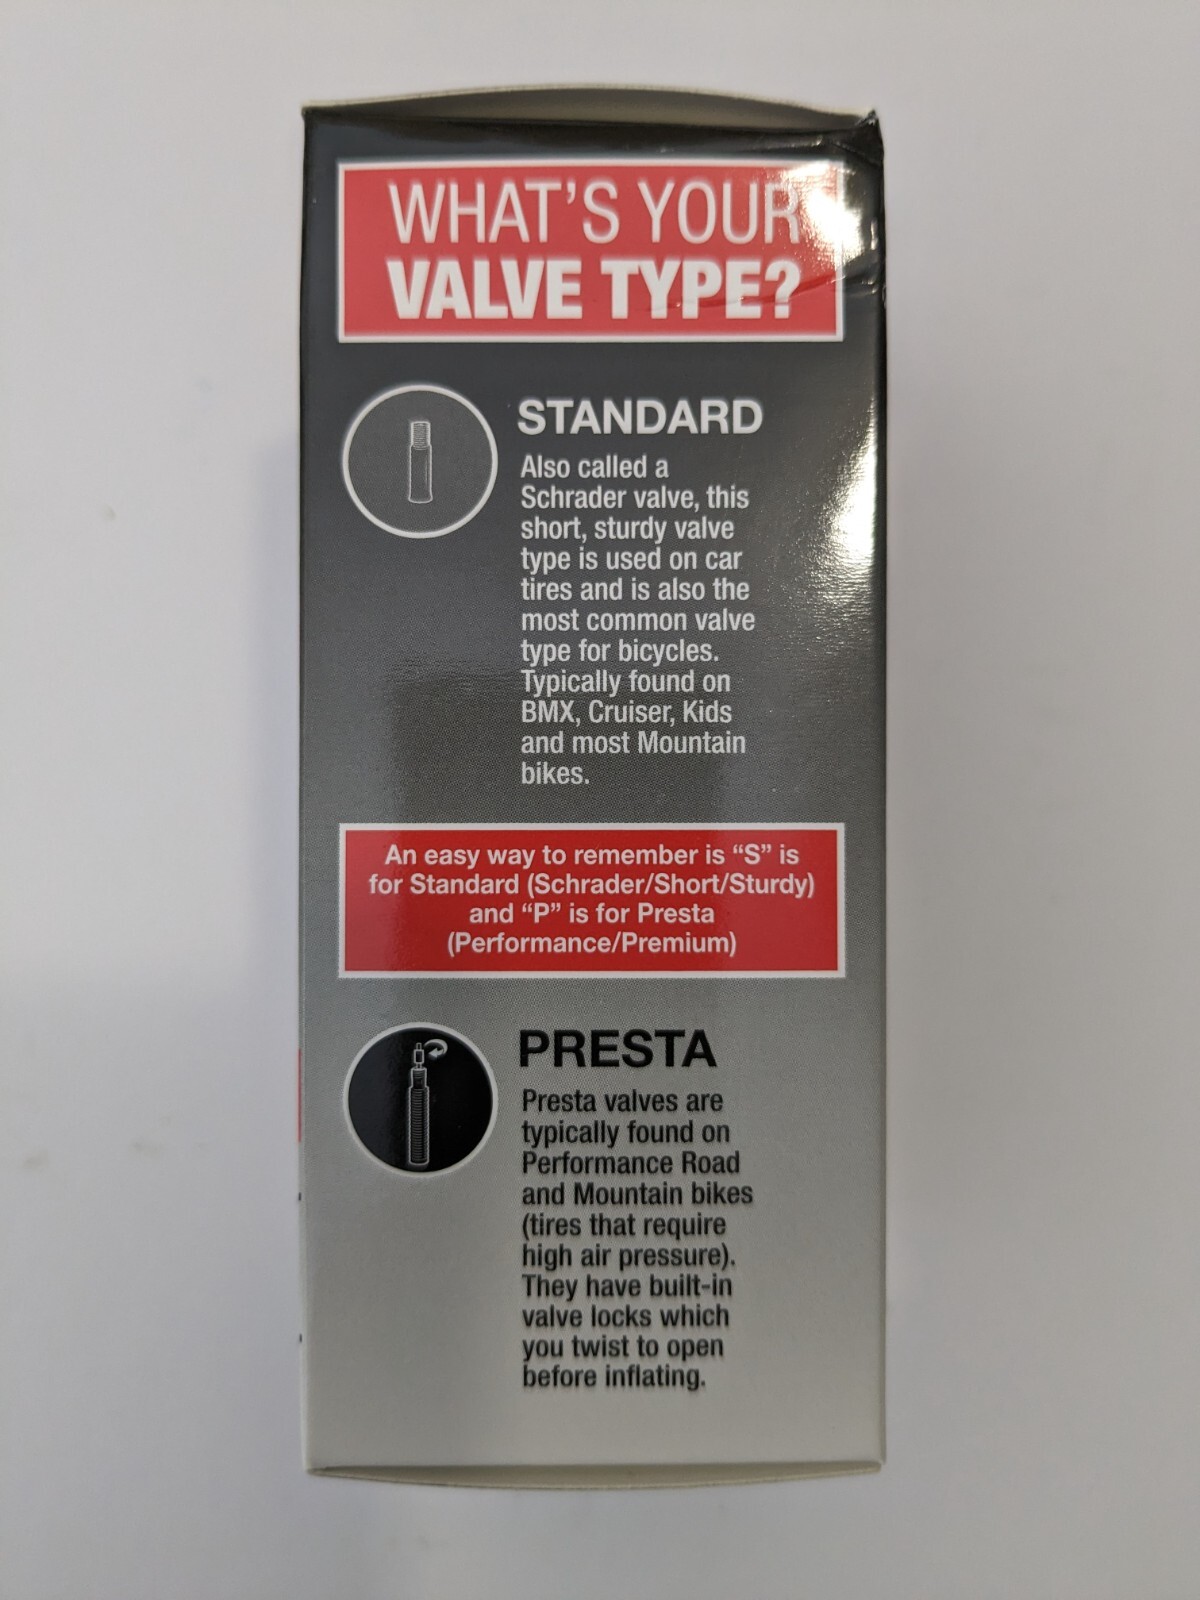 WHAT'S YOUR
VALVE TYPE?
STANDARD
Also called a
Schrader valve, this
short, sturdy valve
type is used on car
tires and is also the
most common valve
type for bicycles.
Typically found on
BMX, Cruiser, Kids
and most Mountain
bikes.
An easy way to remember is “S” is
for Standard (Schrader/Short/Sturdy)
and “P” is for Presta
(Performance/Premium)
PRESTA
Presta valves are
typically found on
Performance Road
and Mountain bikes
(tires that require
high air pressure).
They have built-in
valve locks which
you twist to open
before inflating.